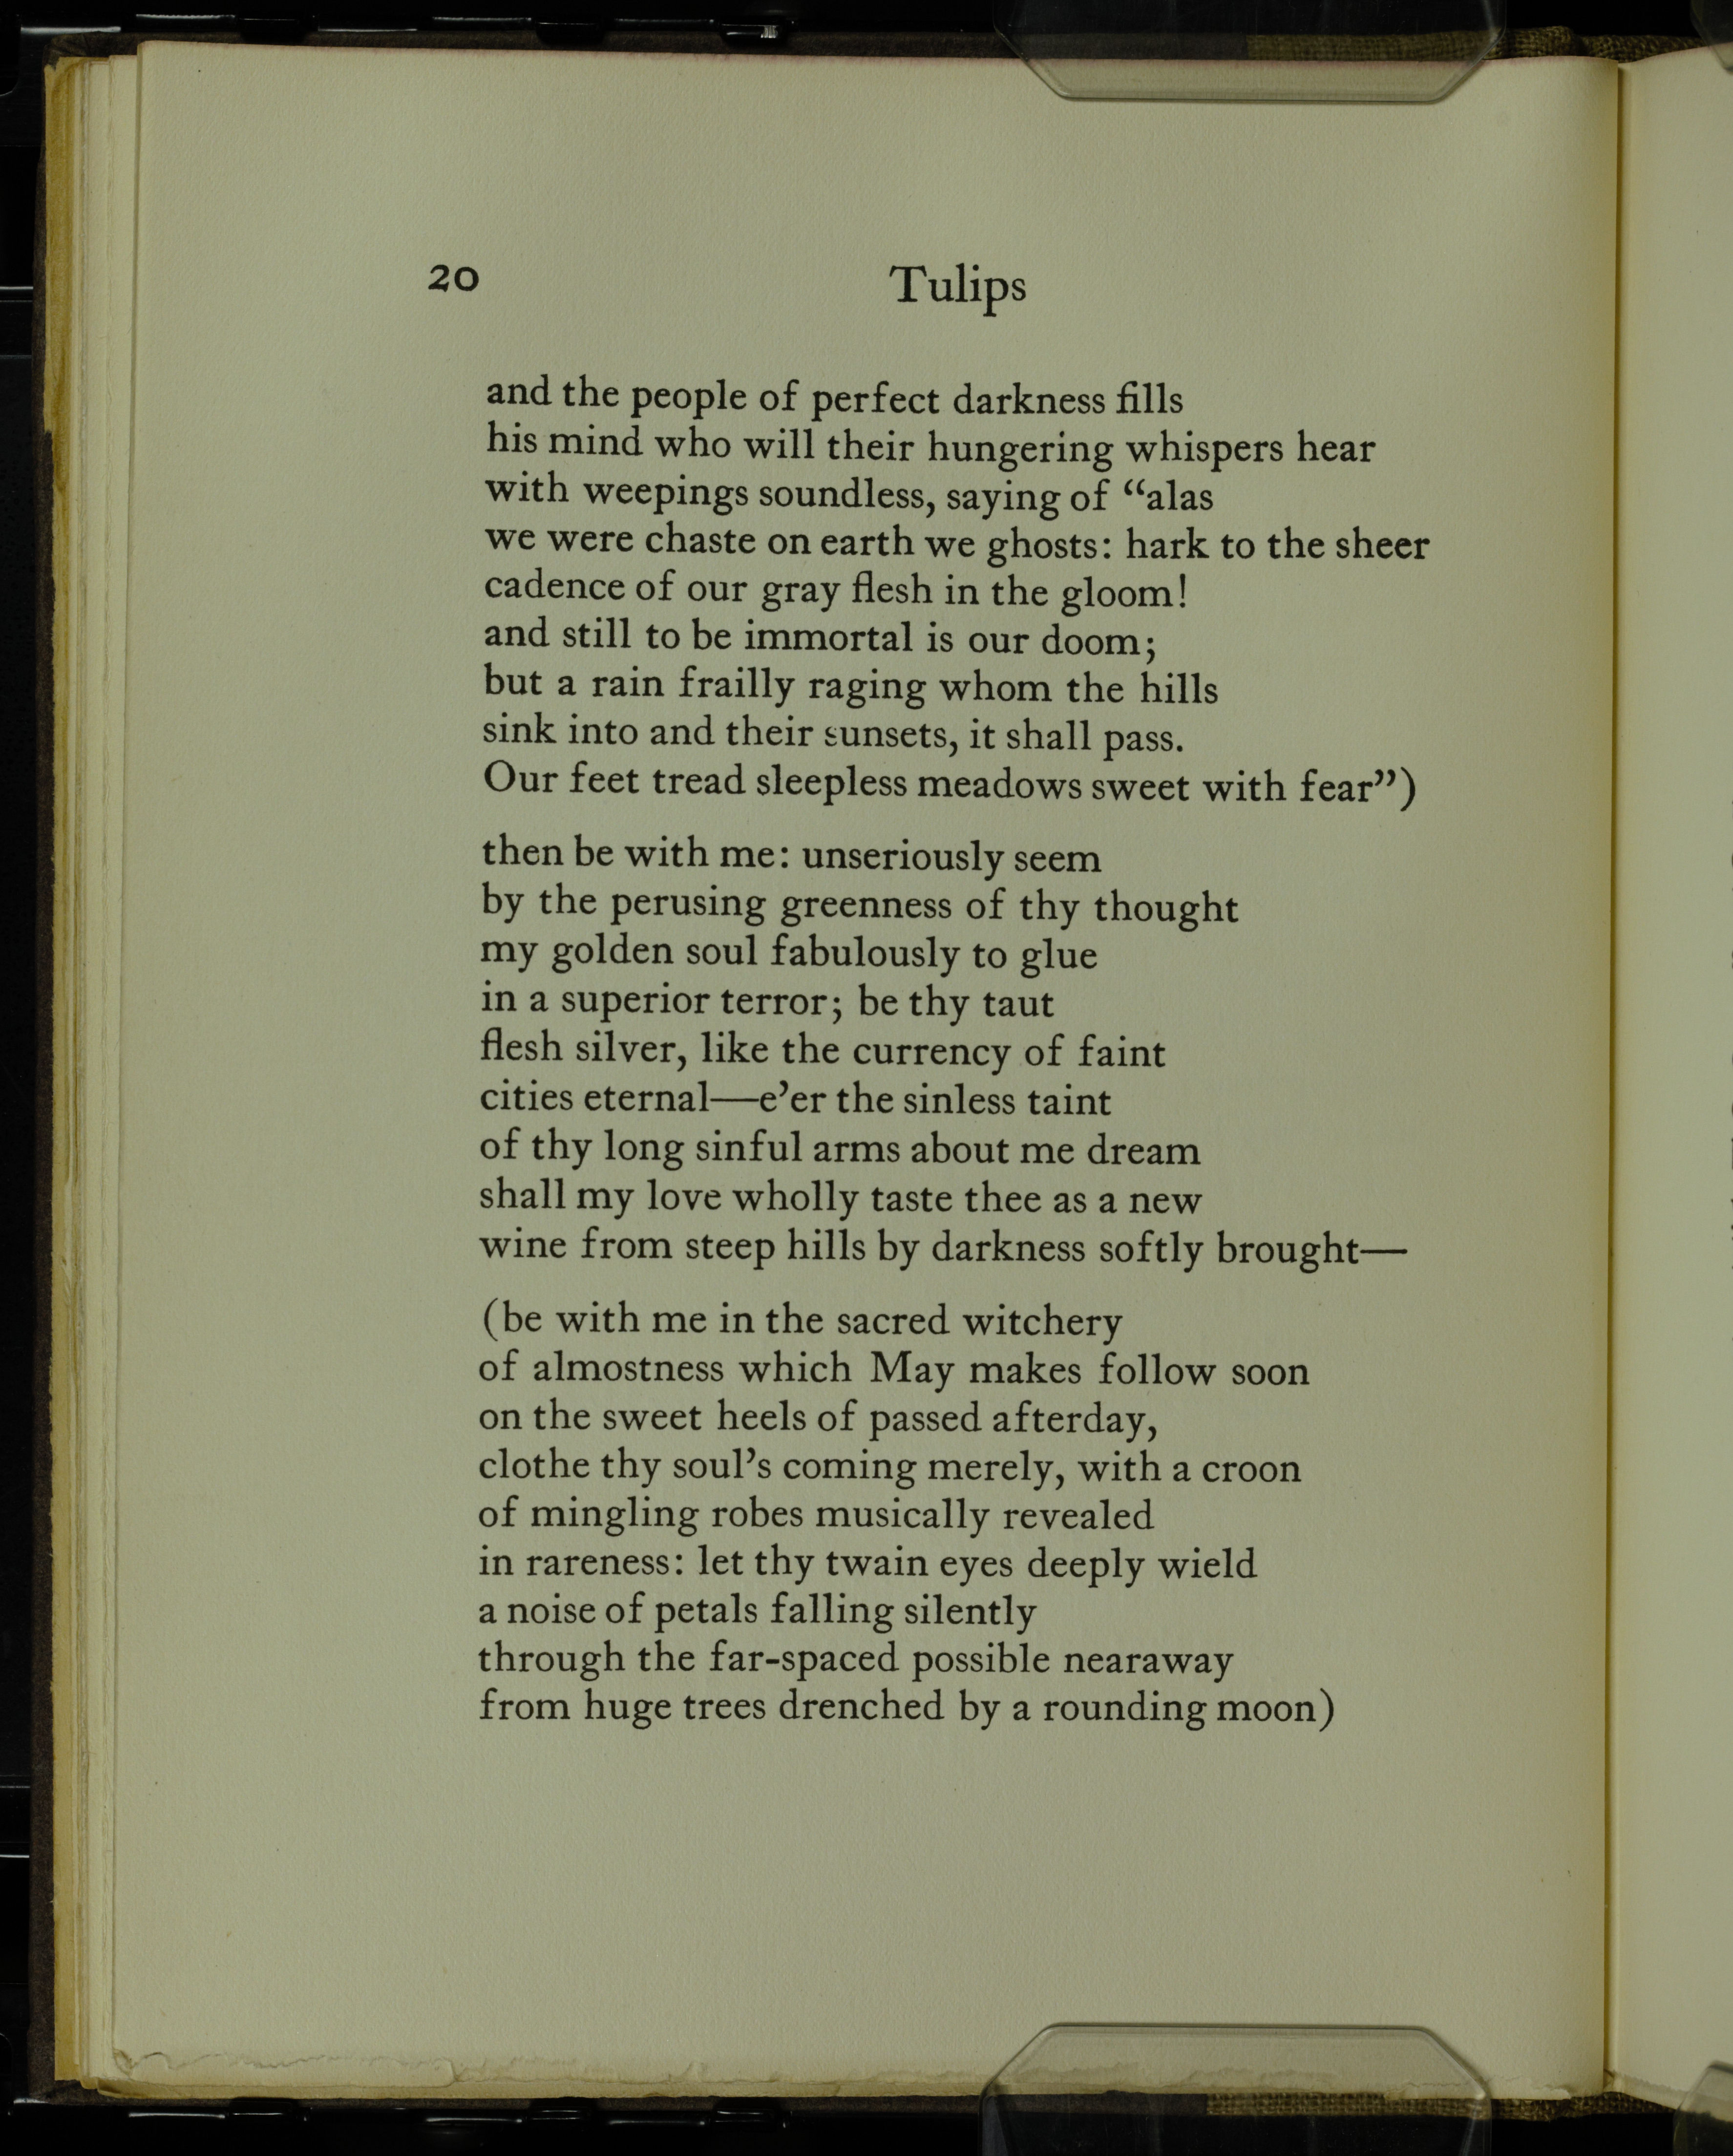 20
Tulips
and the people of perfect darkness fills
his mind who will their hungering whispers hear
with weepings soundless, saying of “alas
we were chaste on earth we ghosts: hark to the sheer
cadence of our gray flesh in the gloom!
and still to be immortal is our doom;
but a rain frailly raging whom the hills
sink into and their sunsets, it shall pass.
Our feet tread sleepless meadows sweet with fear”)
then be with me: unseriously seem
by the perusing greenness of thy thought
my golden soul fabulously to glue
in a superior terror; be thy taut
flesh silver, like the currency of faint
cities eternal—e’er the sinless taint
of thy long sinful arms about me dream
shall my love wholly taste thee as a new
wine from steep hills by darkness softly brought—
(be with me in the sacred witchery
of almostness which May makes follow soon
on the sweet heels of passed afterday,
clothe thy soul’s coming merely, with a croon
of mingling robes musically revealed
in rareness: let thy twain eyes deeply wield
a noise of petals falling silently
through the far-spaced possible nearaway
from huge trees drenched by a rounding moon)